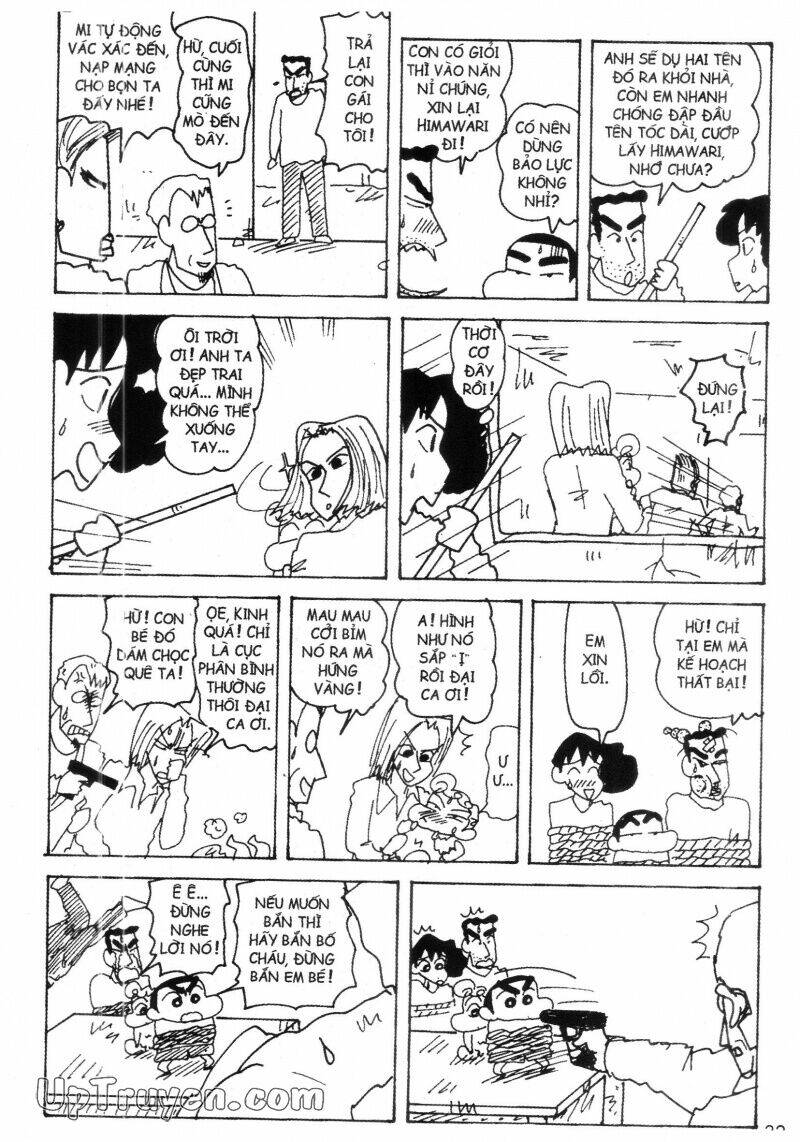 ANH SẼ DỤ HAI TÊN
ĐÓ RA KHỎI NHÀ,
CÒN EM NHANH
CHÓNG ĐẬP ĐẦU
TÊN TÓC DÀI, CƯỚP
LẤY HIMAWARI,
NHỚ CHƯA?
CÓ NÊN
DÙNG
BẢO LỰC
KHÔNG
NHỈ?
CON CÓ GIỎI
THÌ VÀO NĂN
NỈ CHÚNG,
XIN LẠI
HIMAWARI
ĐI!
TRẢ
LẠI
CON
GÁI
CHO
TÔI!
HỪ, CUỐI
CÙNG
THÌ MI
CŨNG
MÒ ĐẾN
ĐÂY.
MI TỰ ĐỘNG
VÁC XÁC ĐẾN,
NẠP MẠNG
CHO BỌN TA
ĐẤY NHÉ!
ĐỨNG
LẠI!
THỜI
CƠ
ĐÂY
RỒI!
ÔI TRỜI
ƠI! ANH TA
ĐẸP TRAI
QUÁ... MÌNH
KHÔNG THỂ
XUỐNG
TAY...
HỪ! CHỈ
TẠI EM MÀ
KẾ HOẠCH
THẤT BẠI!
EM
XIN
LỖI.
Ư
Ư...
A! HÌNH
NHƯ NÓ
SẮP "Ị"
RỒI ĐẠI
CA ƠI!
MAU MAU
CỞI BỈM
NÓ RA MÀ
HỨNG
VÀNG!
ỌE, KINH
QUÁ! CHỈ
LÀ CỤC
PHÂN BÌNH
THƯỜNG
THÔI ĐẠI
CA ƠI.
HỪ! CON
BÉ ĐÓ
DÁM CHỌC
QUÊ TA!
NẾU MUỐN
BẮN THÌ
HÃY BẮN BỐ
CHÁU, ĐỪNG
BẮN EM BÉ!
Ê Ê...
ĐỪNG
NGHE
LỜI NÓ!
UpTruyen.com